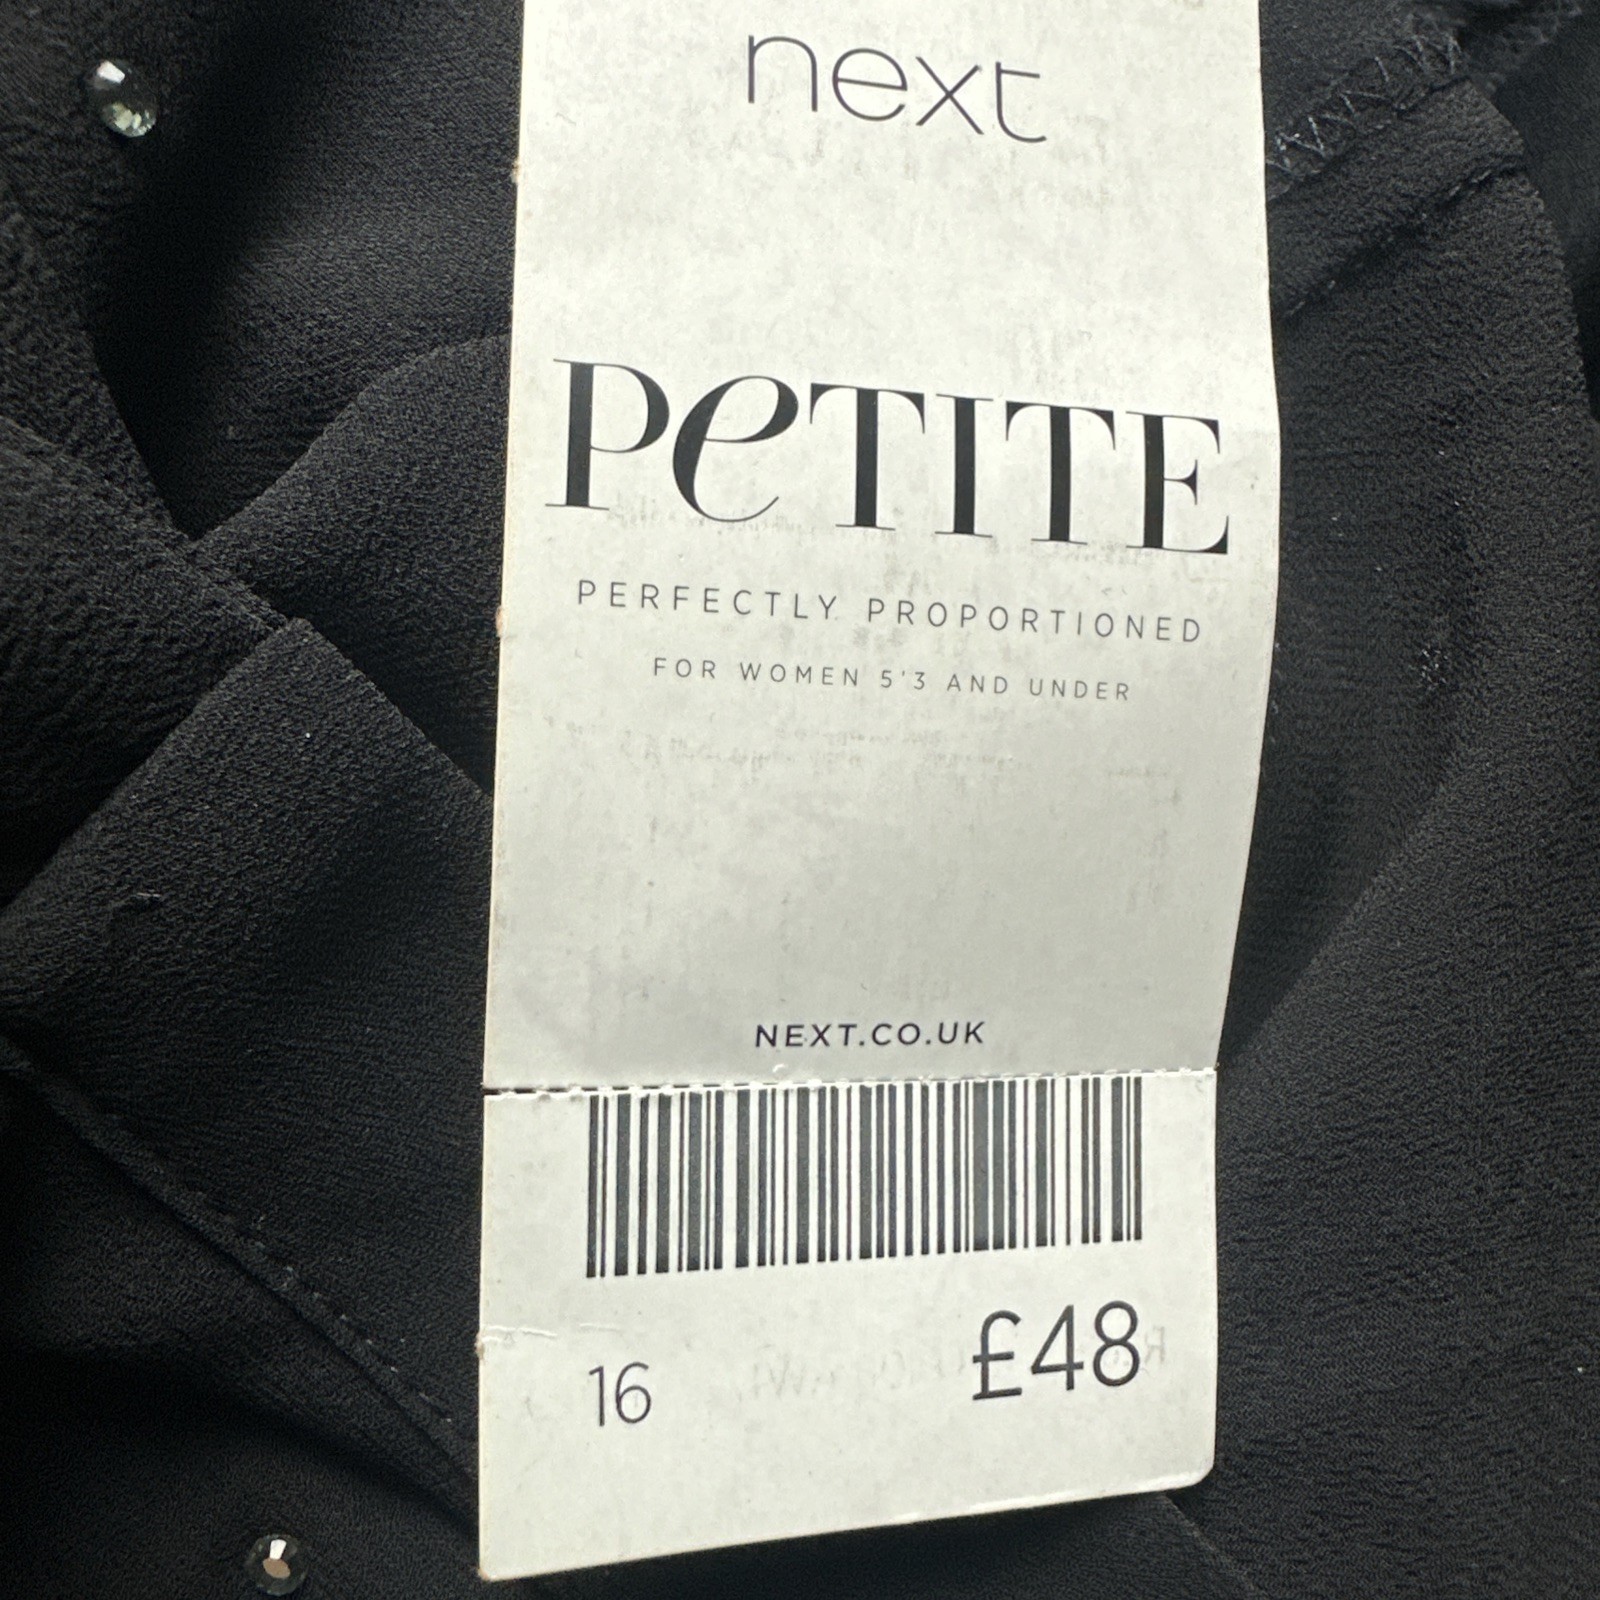 next
PeTITE
PERFECTLY PROPORTIONED
FOR WOMEN 5'3 AND UNDER
NEXT.CO.UK
16
£48